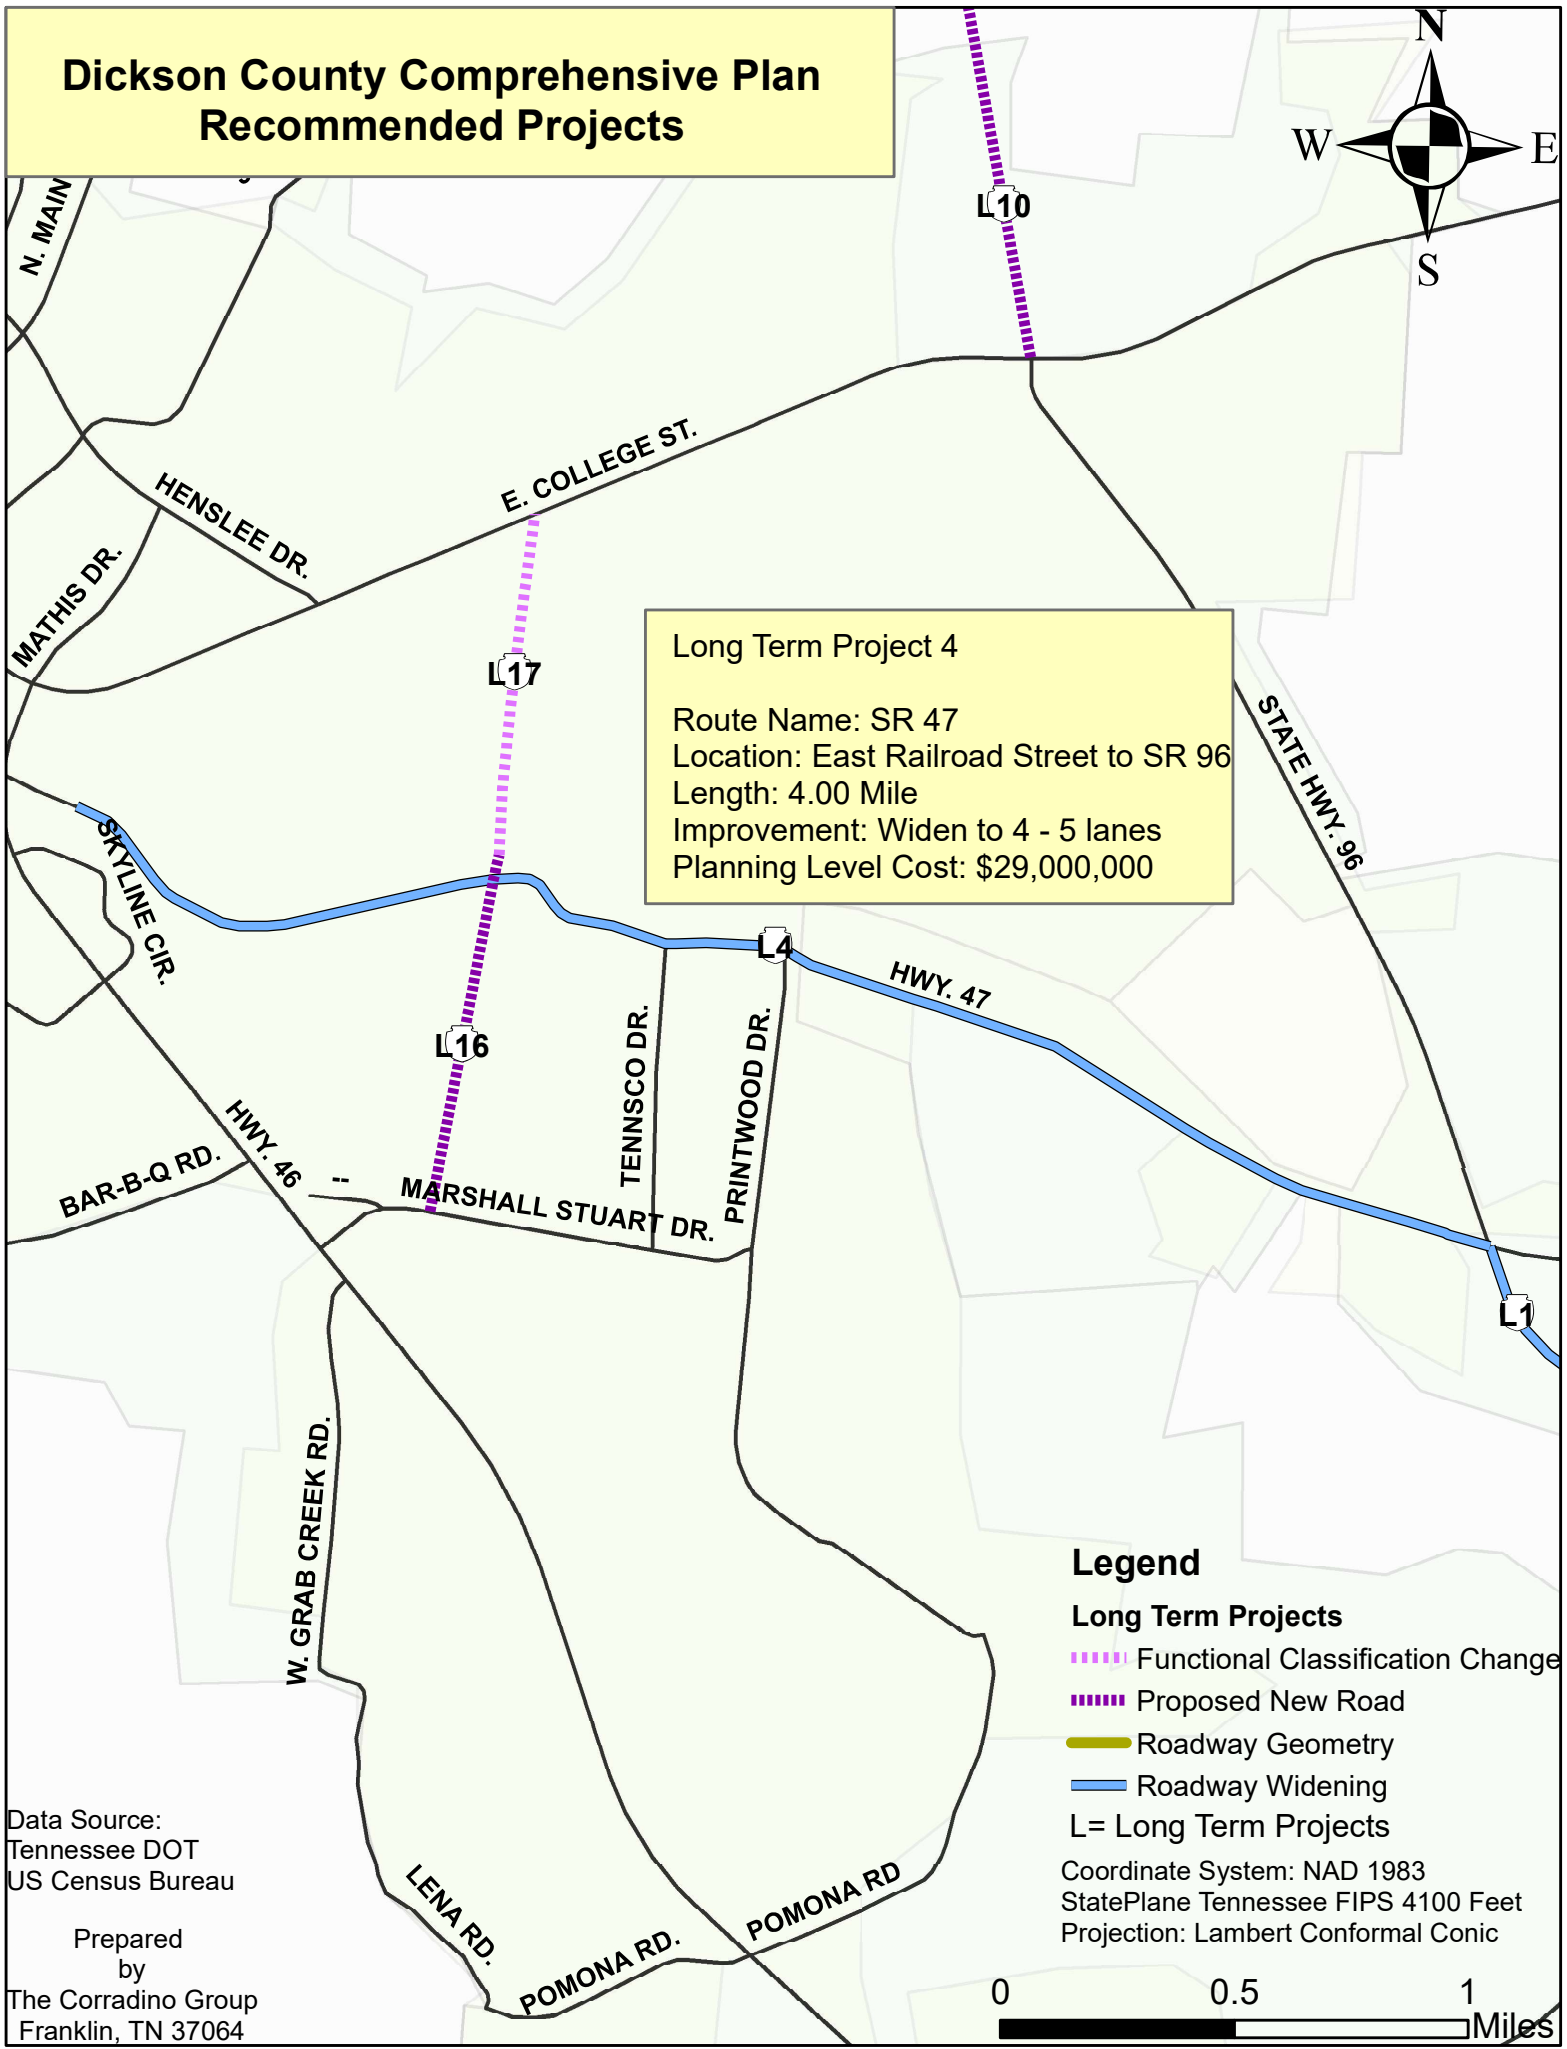 Dickson County Comprehensive Plan
Recommended Projects
N
W
E
S
N. MAIN
L10
E. COLLEGE ST.
HENSLEE DR.
MATHIS DR.
L17
Long Term Project 4
Route Name: SR 47
Location: East Railroad Street to SR 96
Length: 4.00 Mile
Improvement: Widen to 4 - 5 lanes
Planning Level Cost: $29,000,000
STATE HWY. 96
SKYLINE CIR.
L4
HWY. 47
L16
TENNSCO DR.
PRINTWOOD DR.
HWY. 46
BAR-B-Q RD.
--
MARSHALL STUART DR.
L1
W. GRAB CREEK RD.
Legend
Long Term Projects
Functional Classification Change
Proposed New Road
Roadway Geometry
Roadway Widening
L= Long Term Projects
Coordinate System: NAD 1983
StatePlane Tennessee FIPS 4100 Feet
Projection: Lambert Conformal Conic
Data Source:
Tennessee DOT
US Census Bureau
Prepared
by
The Corradino Group
Franklin, TN 37064
LENA RD.
POMONA RD.
POMONA RD
0 0.5 1
Miles